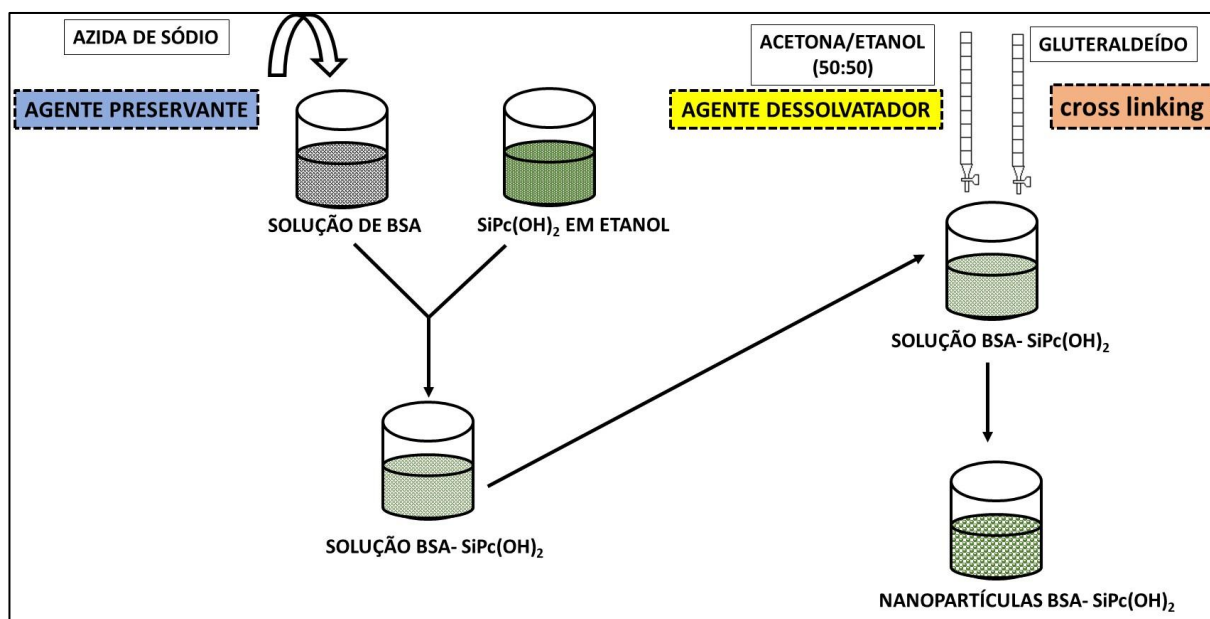 AZIDA DE SÓDIO
AGENTE PRESERVANTE
ACETONA/ETANOL
(50:50)
AGENTE DESSOLVATADOR
GLUTERALDEÍDO
cross linking
SOLUÇÃO DE BSA
SiPc(OH)₂ EM ETANOL
SOLUÇÃO BSA- SiPc(OH)₂
SOLUÇÃO BSA- SiPc(OH)₂
NANOPARTÍCULAS BSA- SiPc(OH)₂